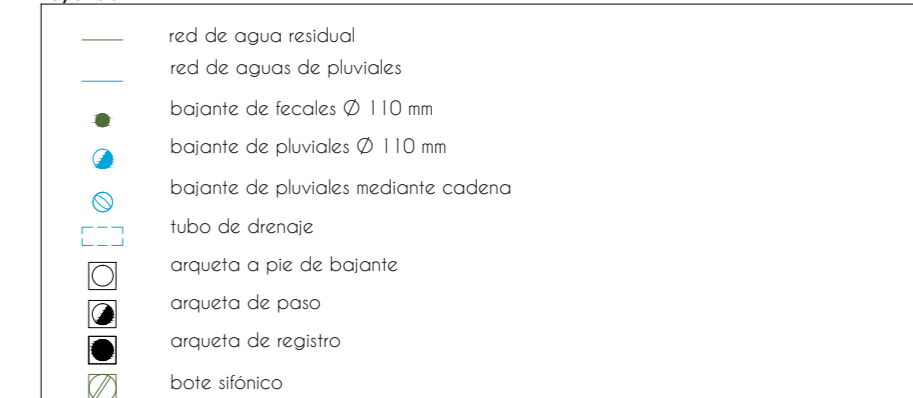 red de agua residual
red de aguas de pluviales
bajante de fecales Ø 110 mm
bajante de pluviales Ø 110 mm
bajante de pluviales mediante cadena
tubo de drenaje
arqueta a pie de bajante
arqueta de paso
arqueta de registro
bote sifónico